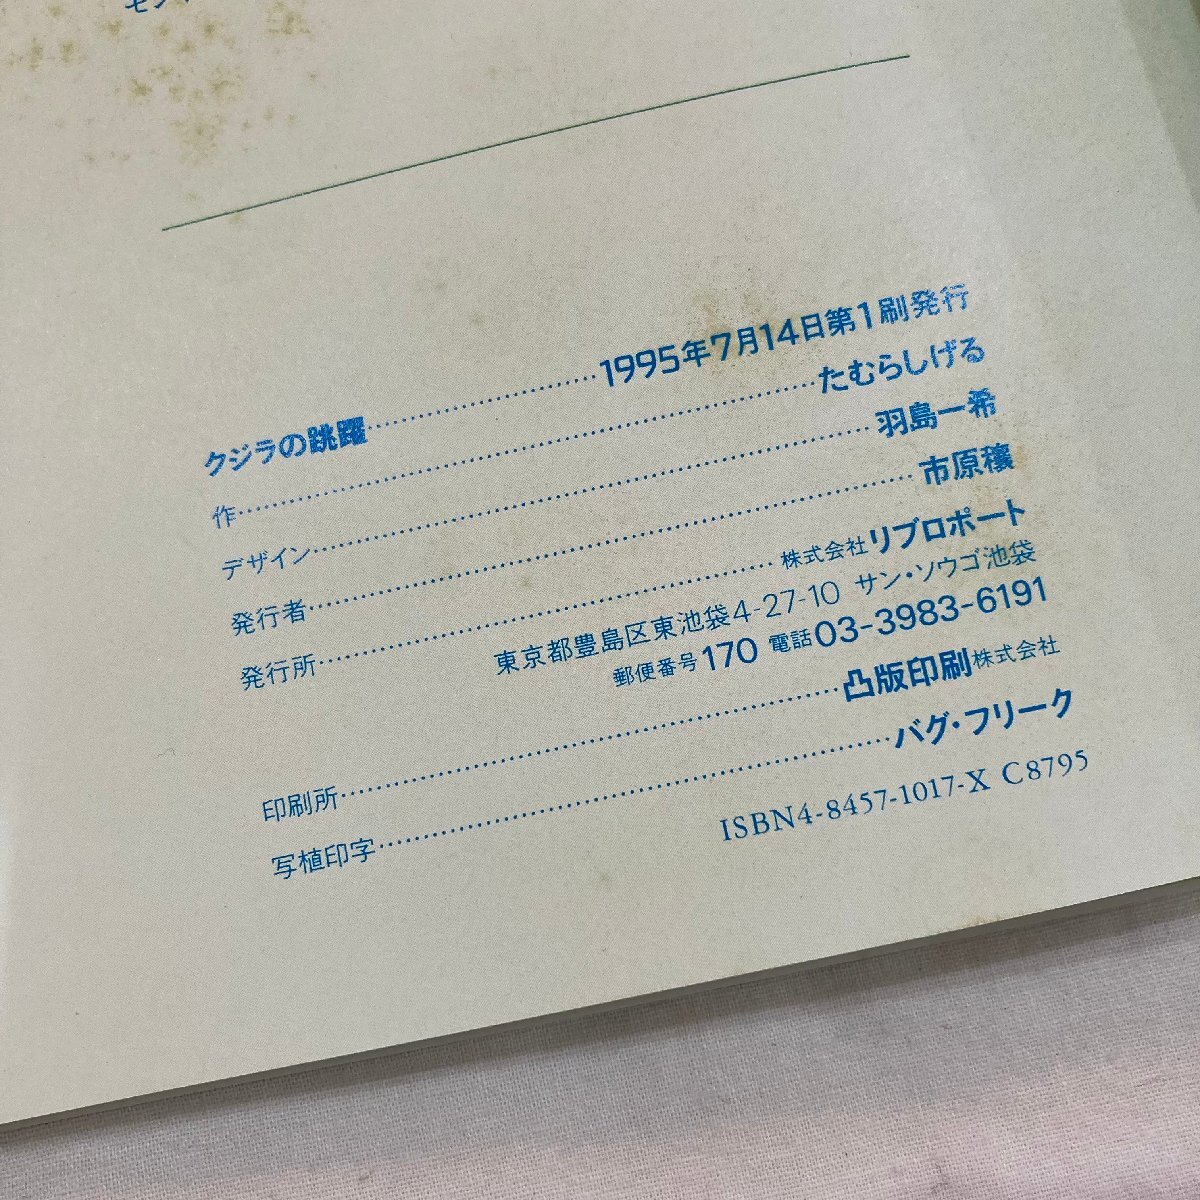 クジラの跳躍……………1995年7月14日第1刷発行
作……………たむらしげる
デザイン……………羽島一希
発行者……………市原穰
発行所……………株式会社リブロポート
東京都豊島区東池袋4-27-10 サン・ソウゴ池袋
郵便番号170 電話03-3983-6191
印刷所……………凸版印刷株式会社
写植印字……………バグ・フリーク
ISBN4-8457-1017-X C8795